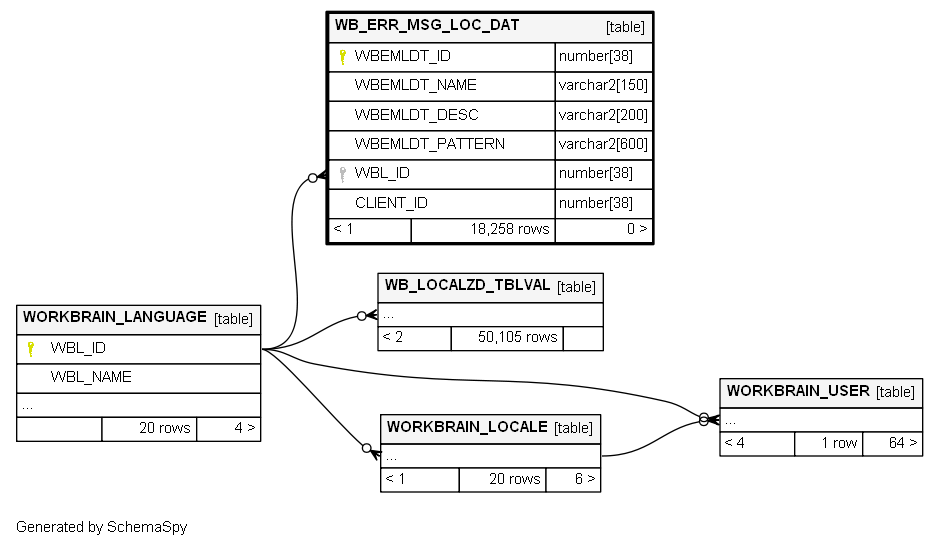 WB_ERR_MSG_LOC_DAT [table]
WBEMLDT_ID number[38]
WBEMLDT_NAME varchar2[150]
WBEMLDT_DESC varchar2[200]
WBEMLDT_PATTERN varchar2[600]
WBL_ID number[38]
CLIENT_ID number[38]
< 1 18,258 rows 0 >
WB_LOCALZD_TBLVAL [table]
...
< 2 50,105 rows
WORKBRAIN_LANGUAGE [table]
WBL_ID
WBL_NAME
...
20 rows 4 >
WORKBRAIN_USER [table]
...
< 4 1 row 64 >
WORKBRAIN_LOCALE [table]
...
< 1 20 rows 6 >
Generated by SchemaSpy